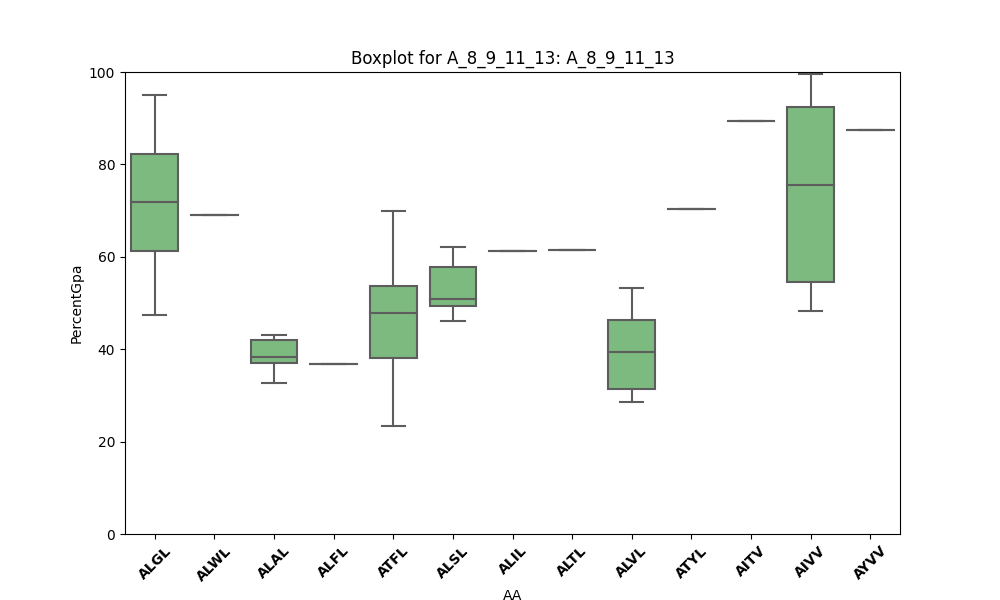 Boxplot for A_8_9_11_13: A_8_9_11_13
100
80
60
40
20
0
PercentGpa
ALGL ALWL ALAL ALFL ATFL ALSL ALIL ALTL ALVL ATYL AITV AIVV AYVV
AA